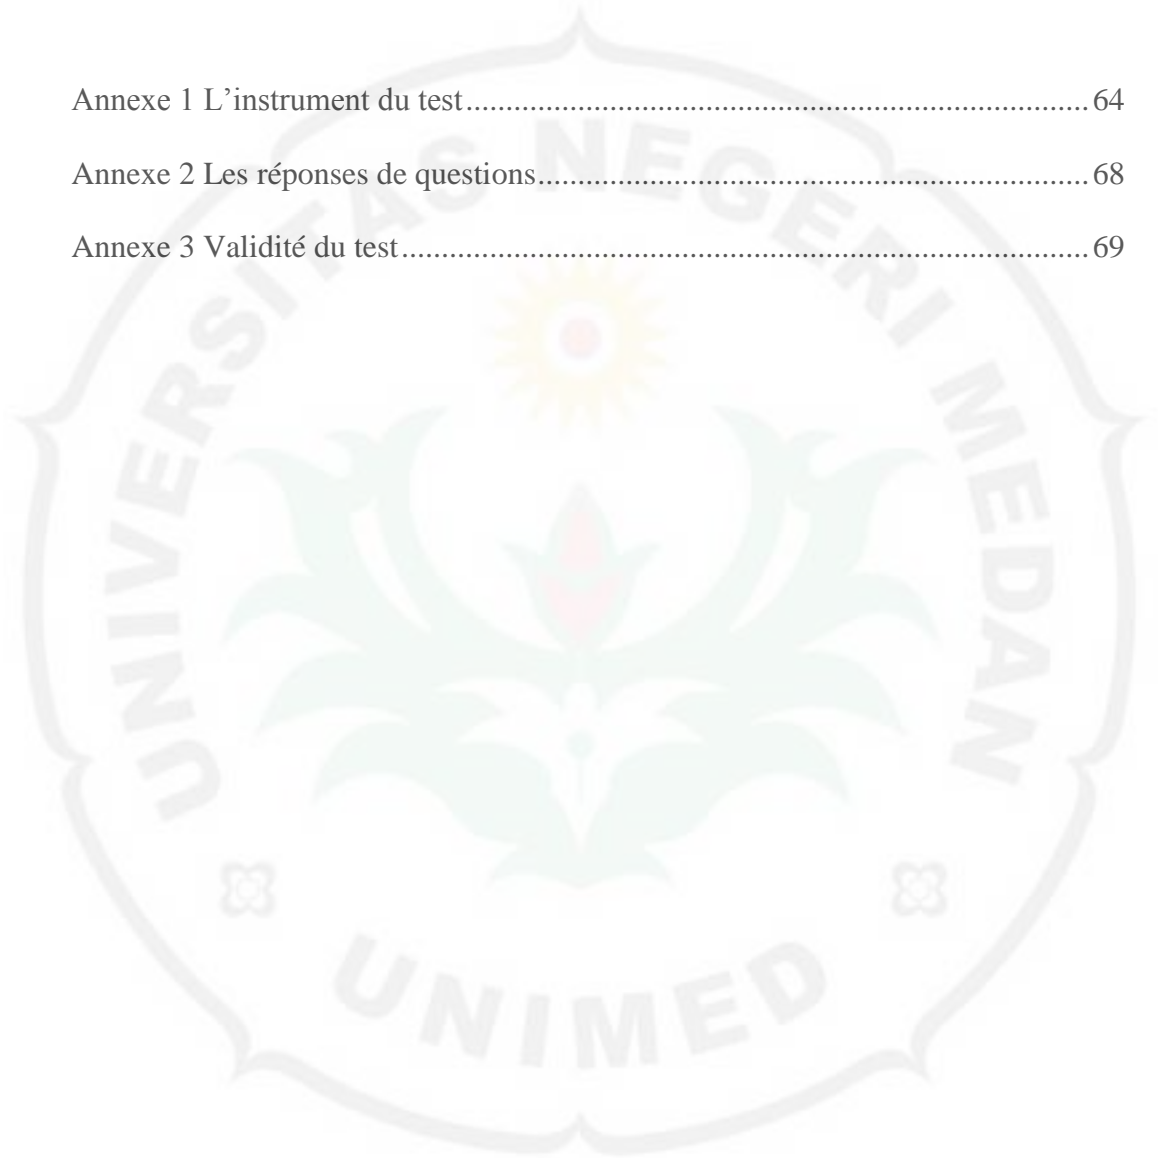 Annexe 1 L’instrument du test.............................................................................. 64
Annexe 2 Les réponses de questions..................................................................... 68
Annexe 3 Validité du test...................................................................................... 69
UNIVERSITAS NEGERI MEDAN
UNIMED